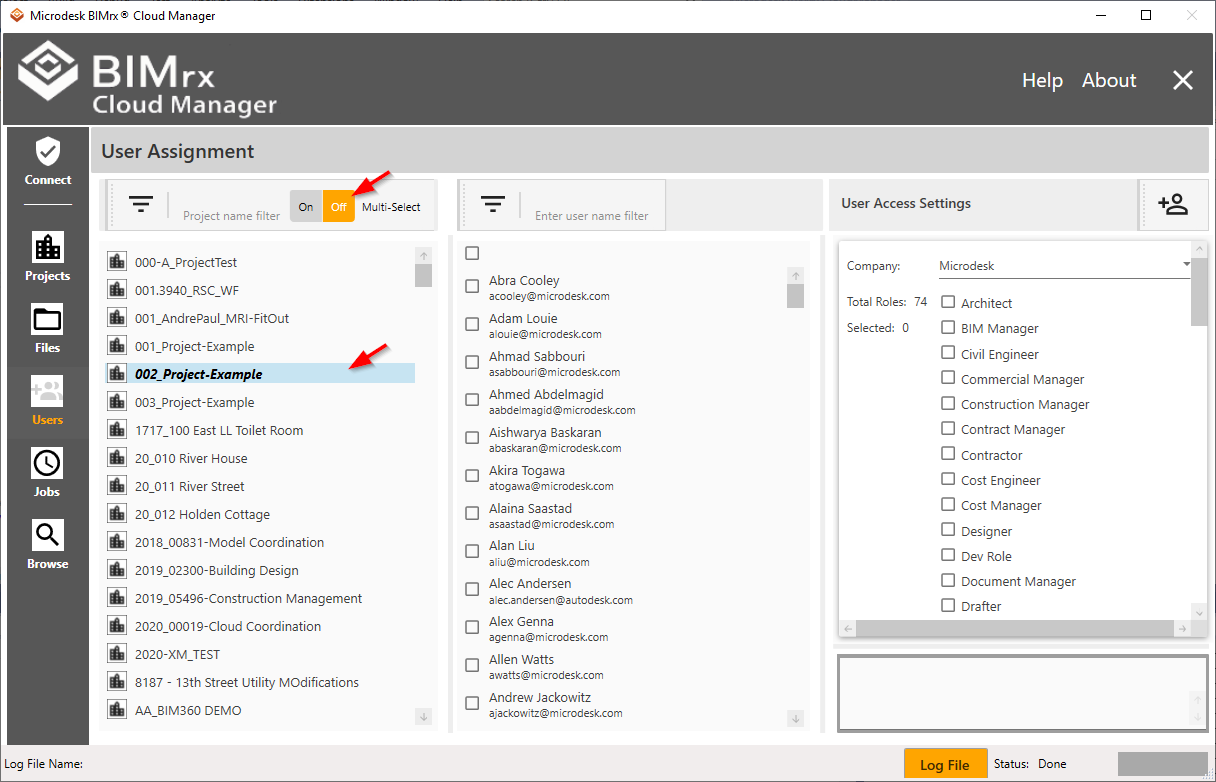 Microdesk BIMrx® Cloud Manager
BIMrx
Cloud Manager
Help About
Connect
Projects
Files
Users
Jobs
Browse
User Assignment
Project name filter
On Off Multi-Select
000-A_ProjectTest
001.3940_RSC_WF
001_AndrePaul_MRI-FitOut
001_Project-Example
002_Project-Example
003_Project-Example
1717_100 East LL Toilet Room
20_010 River House
20_011 River Street
20_012 Holden Cottage
2018_00831-Model Coordination
2019_02300-Building Design
2019_05496-Construction Management
2020_00019-Cloud Coordination
2020-XM_TEST
8187 - 13th Street Utility MOdifications
AA_BIM360 DEMO
Enter user name filter
Abra Cooley
acooley@microdesk.com
Adam Louie
alouie@microdesk.com
Ahmad Sabbouri
asabbouri@microdesk.com
Ahmed Abdelmagid
aabdelmagid@microdesk.com
Aishwarya Baskaran
abaskaran@microdesk.com
Akira Togawa
atogawa@microdesk.com
Alaina Saastad
asaastad@microdesk.com
Alan Liu
aliu@microdesk.com
Alec Andersen
alec.andersen@autodesk.com
Alex Genna
agenna@microdesk.com
Allen Watts
awatts@microdesk.com
Andrew Jackowitz
ajackowitz@microdesk.com
User Access Settings
Company: Microdesk
Total Roles: 74
Selected: 0
Architect
BIM Manager
Civil Engineer
Commercial Manager
Construction Manager
Contract Manager
Contractor
Cost Engineer
Cost Manager
Designer
Dev Role
Document Manager
Drafter
Log File Name:
Log File
Status: Done